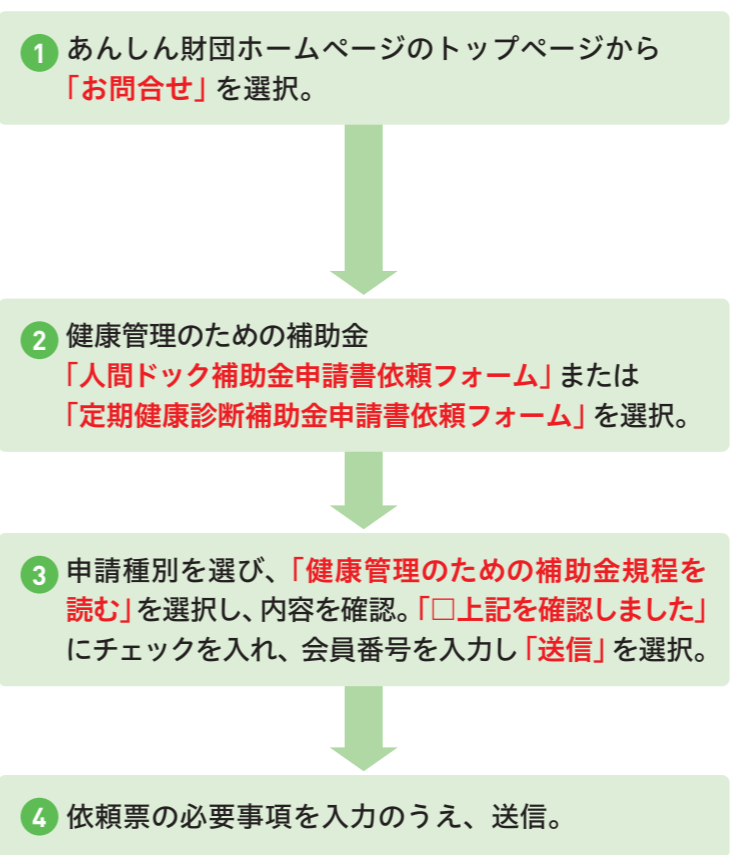 1 あんしん財団ホームページのトップページから
「お問合せ」を選択。
2 健康管理のための補助金
「人間ドック補助金申請書依頼フォーム」または
「定期健康診断補助金申請書依頼フォーム」を選択。
3 申請種別を選び、「健康管理のための補助金規程を
読む」を選択し、内容を確認。「□上記を確認しました」
にチェックを入れ、会員番号を入力し「送信」を選択。
4 依頼票の必要事項を入力のうえ、送信。